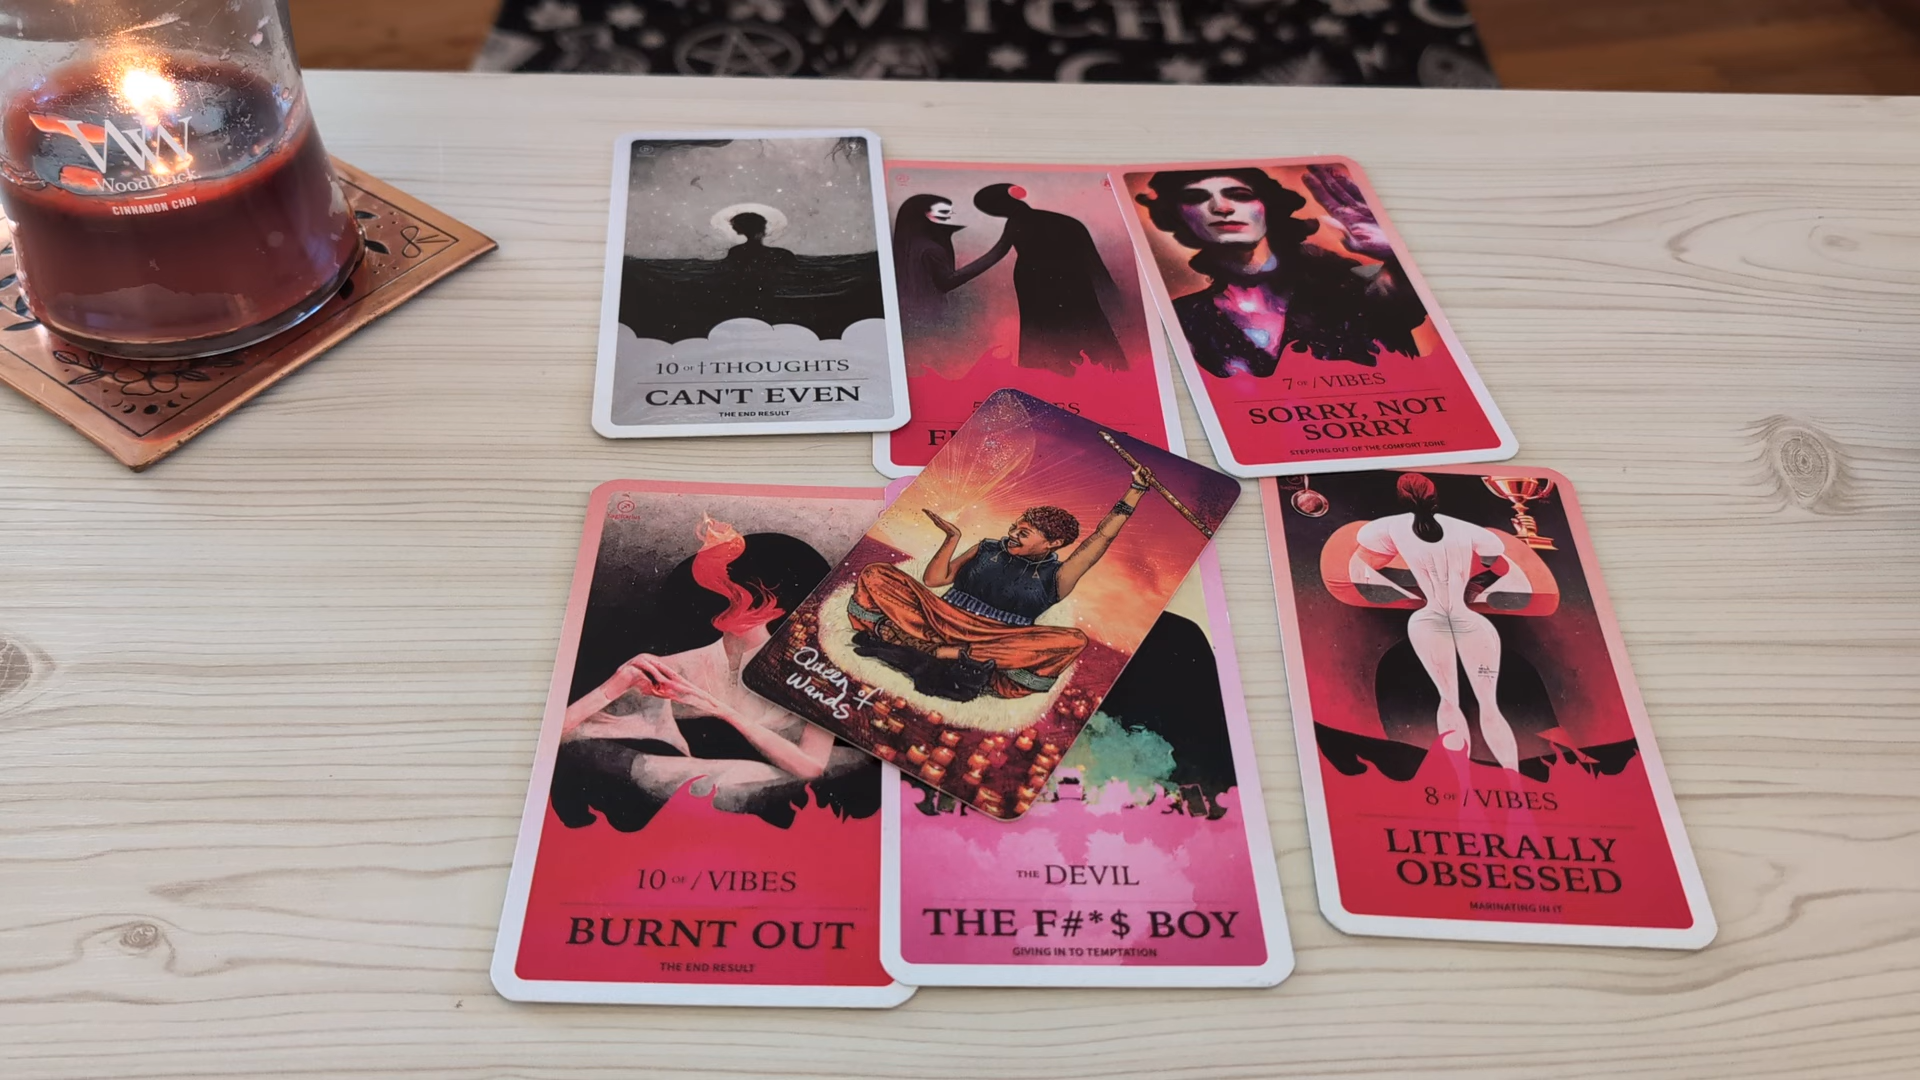 WITCH
WW
WoodWick
CINNAMON CHAI
10 OF † THOUGHTS
CAN'T EVEN
THE END RESULT
7 OF / VIBES
SORRY, NOT
SORRY
STEPPING OUT OF THE COMFORT ZONE
Queen of
Wands
Sagittarius
10 OF / VIBES
BURNT OUT
THE END RESULT
THE DEVIL
THE F#*$ BOY
GIVING IN TO TEMPTATION
8 OF / VIBES
LITERALLY
OBSESSED
MARINATING IN IT